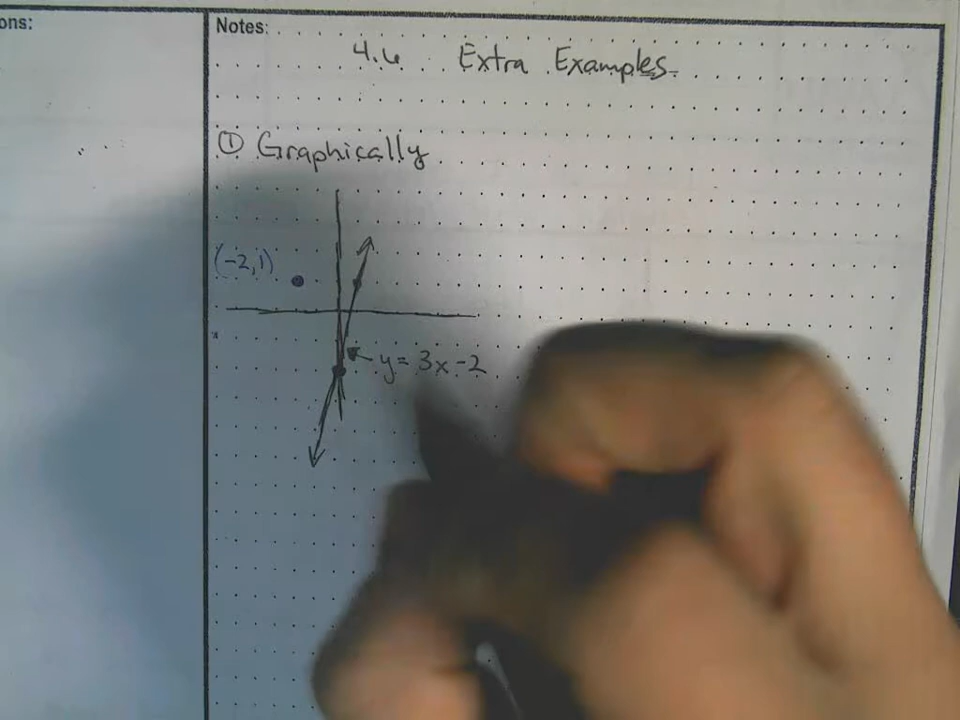 ons:
Notes:
4.6 Extra Examples
① Graphically
(-2,1)
y = 3x - 2